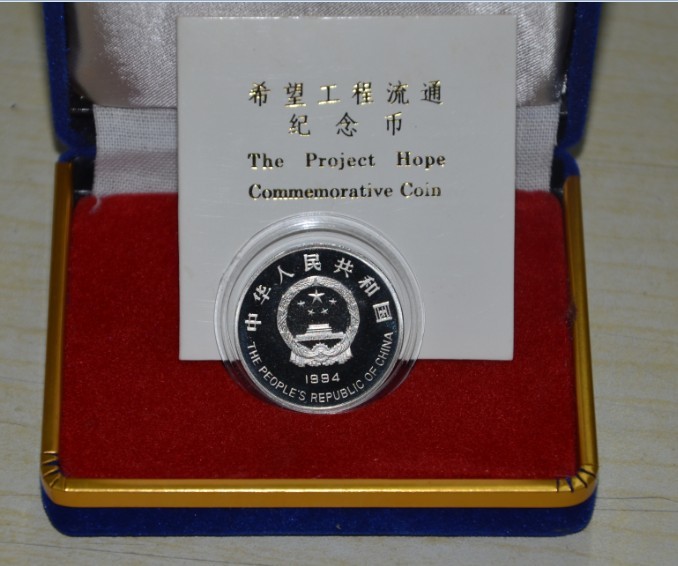 希望工程流通
纪念币
The Project Hope
Commemorative Coin
中华人民共和国
1994
THE PEOPLE'S REPUBLIC OF CHINA